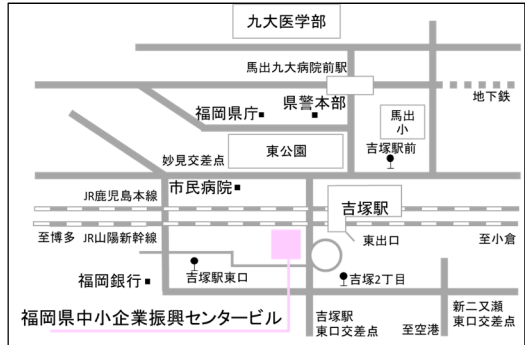 九大医学部
馬出九大病院前駅
地下鉄
福岡県庁
県警本部
馬出
小
東公園
吉塚駅前
妙見交差点
市民病院
JR鹿児島本線
吉塚駅
至博多
JR山陽新幹線
東出口
至小倉
福岡銀行
吉塚駅東口
吉塚2丁目
福岡県中小企業振興センタービル
吉塚駅
東口交差点
至空港
新二又瀬
東口交差点